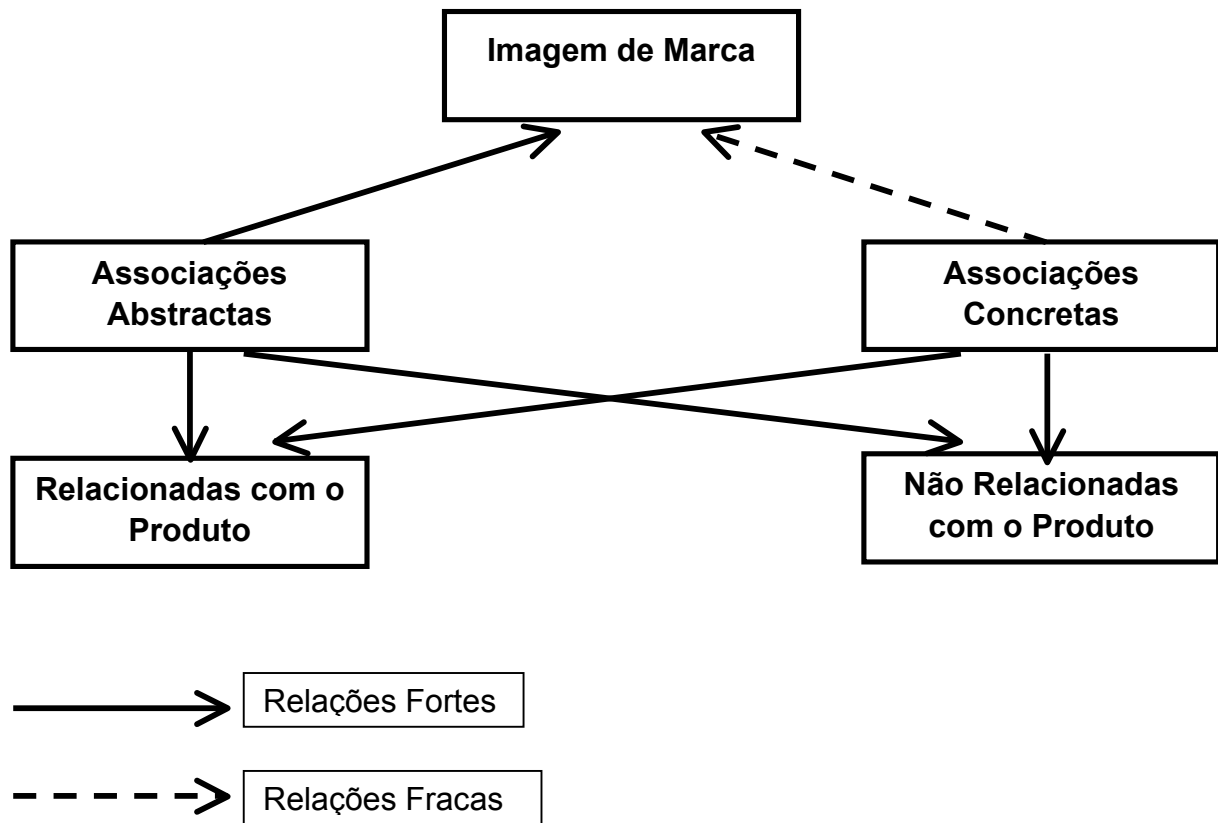 Imagem de Marca
Associações
Abstractas
Associações
Concretas
Relacionadas com o
Produto
Não Relacionadas
com o Produto
Relações Fortes
Relações Fracas